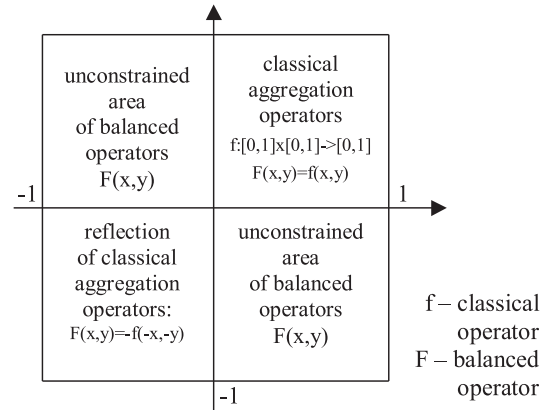 unconstrained
area
of balanced
operators
F(x,y)
classical
aggregation
operators
f:[0,1]x[0,1]->[0,1]
F(x,y)=f(x,y)
-1
1
reflection
of classical
aggregation
operators:
F(x,y)=-f(-x,-y)
unconstrained
area
of balanced
operators
F(x,y)
-1
f – classical
operator
F – balanced
operator